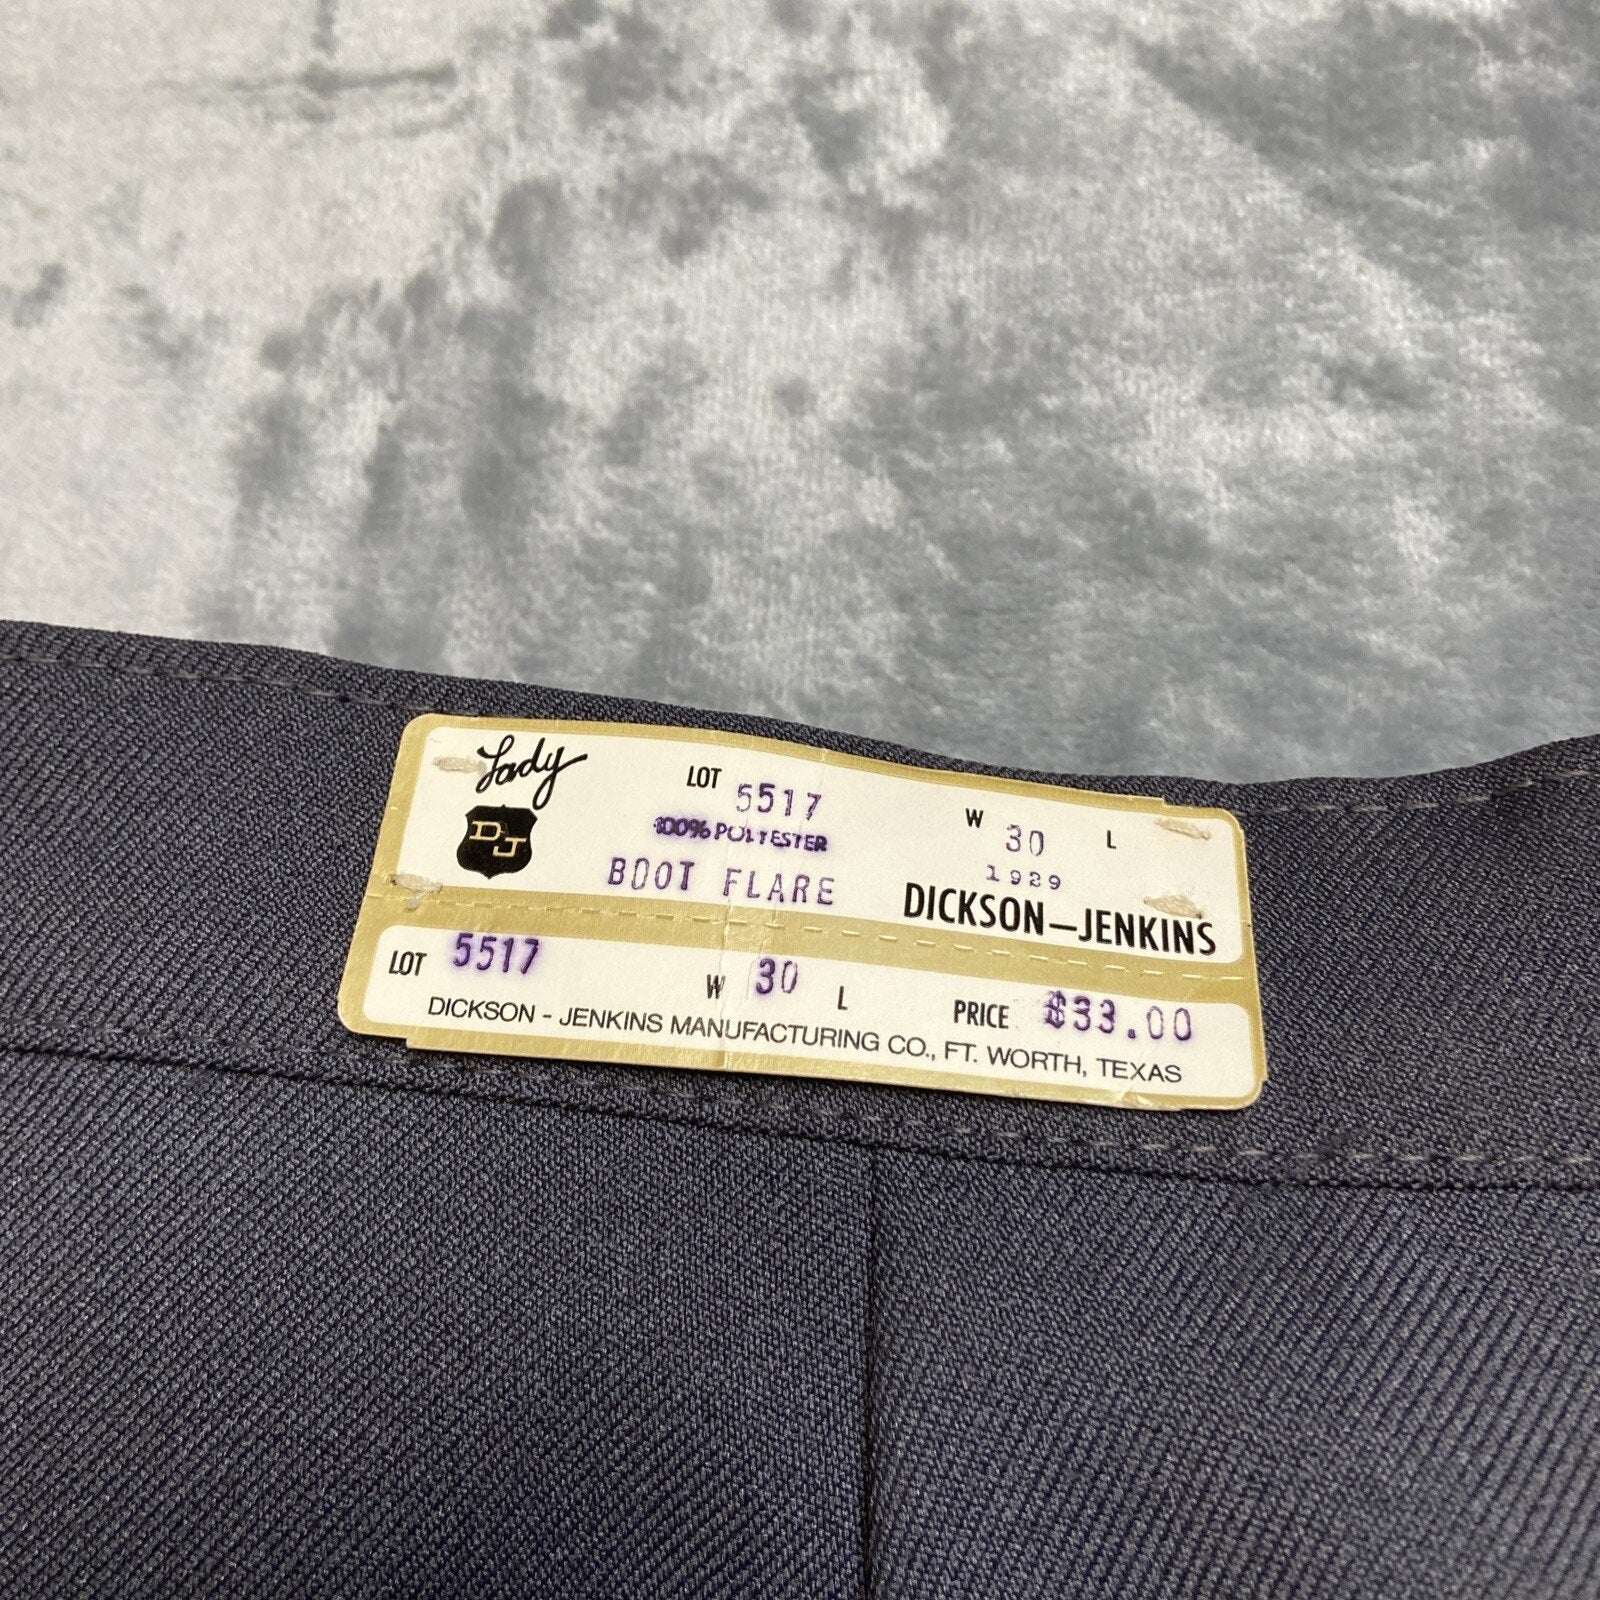 Lady
DJ
LOT 5517
100% POLYESTER
BOOT FLARE
W 30 L
1929
DICKSON-JENKINS
LOT 5517 W 30 L PRICE $33.00
DICKSON - JENKINS MANUFACTURING CO., FT. WORTH, TEXAS